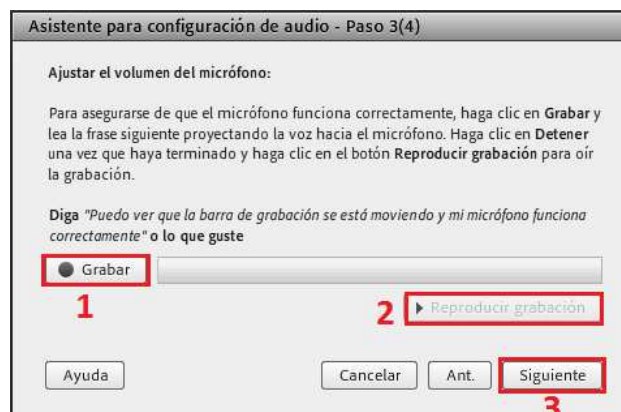 Asistente para configuración de audio - Paso 3(4)
Ajustar el volumen del micrófono:
Para asegurarse de que el micrófono funciona correctamente, haga clic en Grabar y
lea la frase siguiente proyectando la voz hacia el micrófono. Haga clic en Detener
una vez que haya terminado y haga clic en el botón Reproducir grabación para oír
la grabación.
Diga "Puedo ver que la barra de grabación se está moviendo y mi micrófono funciona
correctamente" o lo que guste
Grabar
1
2 Reproducir grabación
Ayuda Cancelar Ant. Siguiente
3